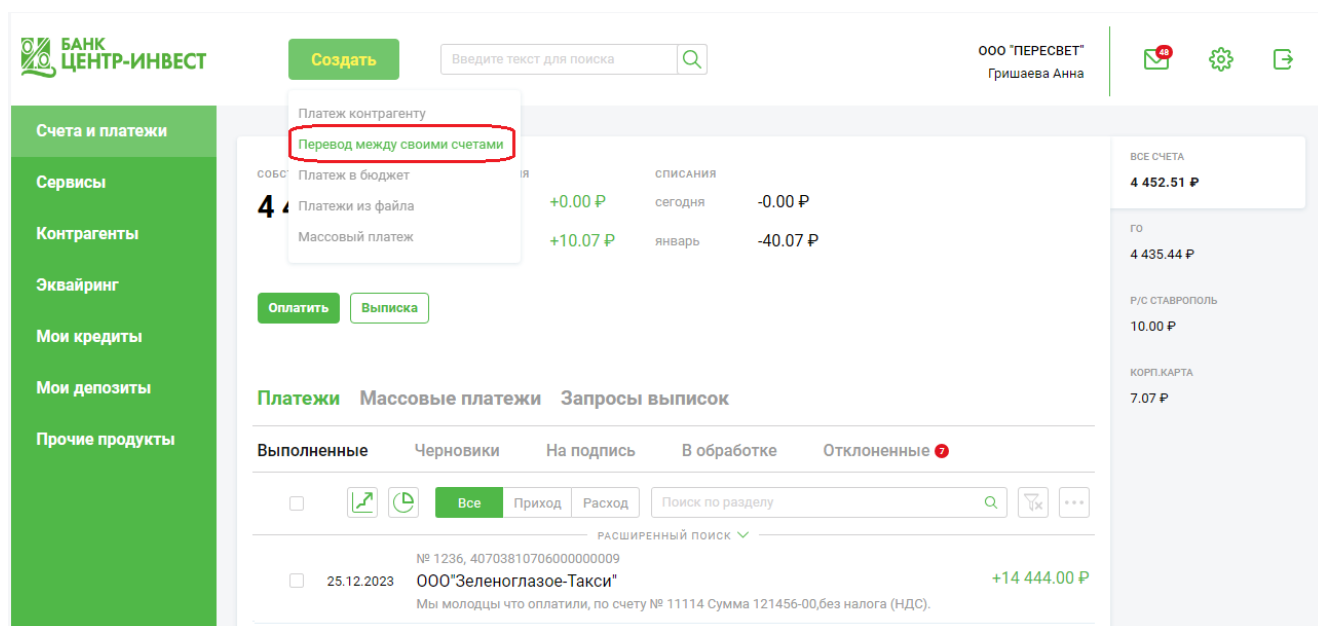 БАНК
ЦЕНТР-ИНВЕСТ
Создать
Введите текст для поиска
ООО "ПЕРЕСВЕТ"
Гришаева Анна
48
Счета и платежи
Сервисы
Контрагенты
Эквайринг
Мои кредиты
Мои депозиты
Прочие продукты
Платеж контрагенту
Перевод между своими счетами
Платеж в бюджет
Платежи из файла
Массовый платеж
СПИСАНИЯ
+0.00 ₽
сегодня
-0.00 ₽
+10.07 ₽
январь
-40.07 ₽
Оплатить
Выписка
ВСЕ СЧЕТА
4 452.51 ₽
ГО
4 435.44 ₽
Р/С СТАВРОПОЛЬ
10.00 ₽
КОРП.КАРТА
7.07 ₽
Платежи Массовые платежи Запросы выписок
Выполненные Черновики На подпись В обработке Отклоненные 7
Все Приход Расход Поиск по разделу
РАСШИРЕННЫЙ ПОИСК
№ 1236, 40703810706000000009
25.12.2023 ООО"Зеленоглазое-Такси" +14 444.00 ₽
Мы молодцы что оплатили, по счету № 11114 Сумма 121456-00,без налога (НДС).